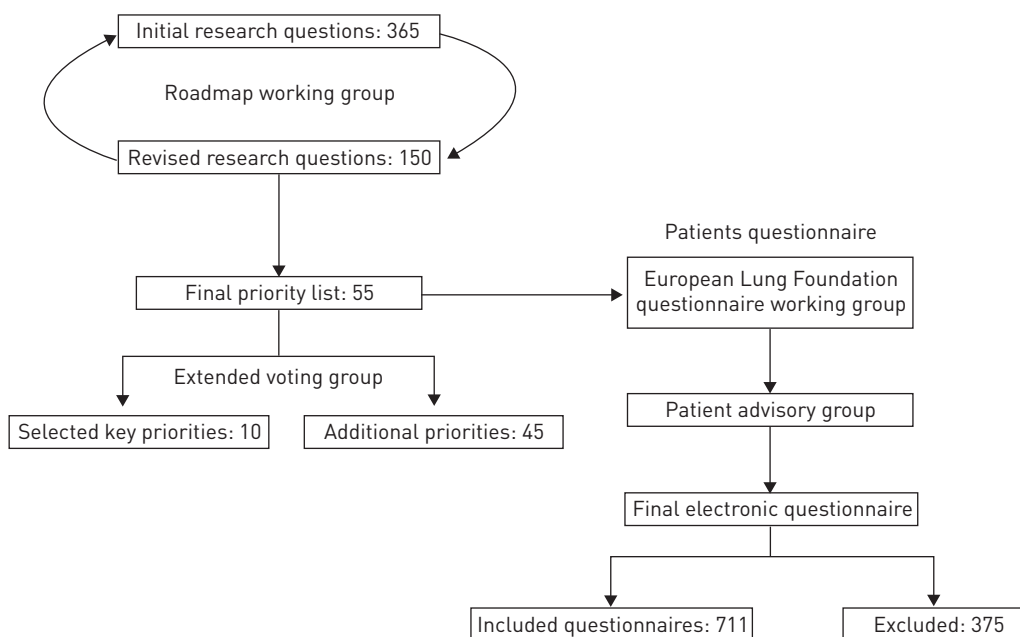 Initial research questions: 365
Roadmap working group
Revised research questions: 150
Patients questionnaire
European Lung Foundation
questionnaire working group
Final priority list: 55
Extended voting group
Patient advisory group
Selected key priorities: 10
Additional priorities: 45
Final electronic questionnaire
Included questionnaires: 711
Excluded: 375